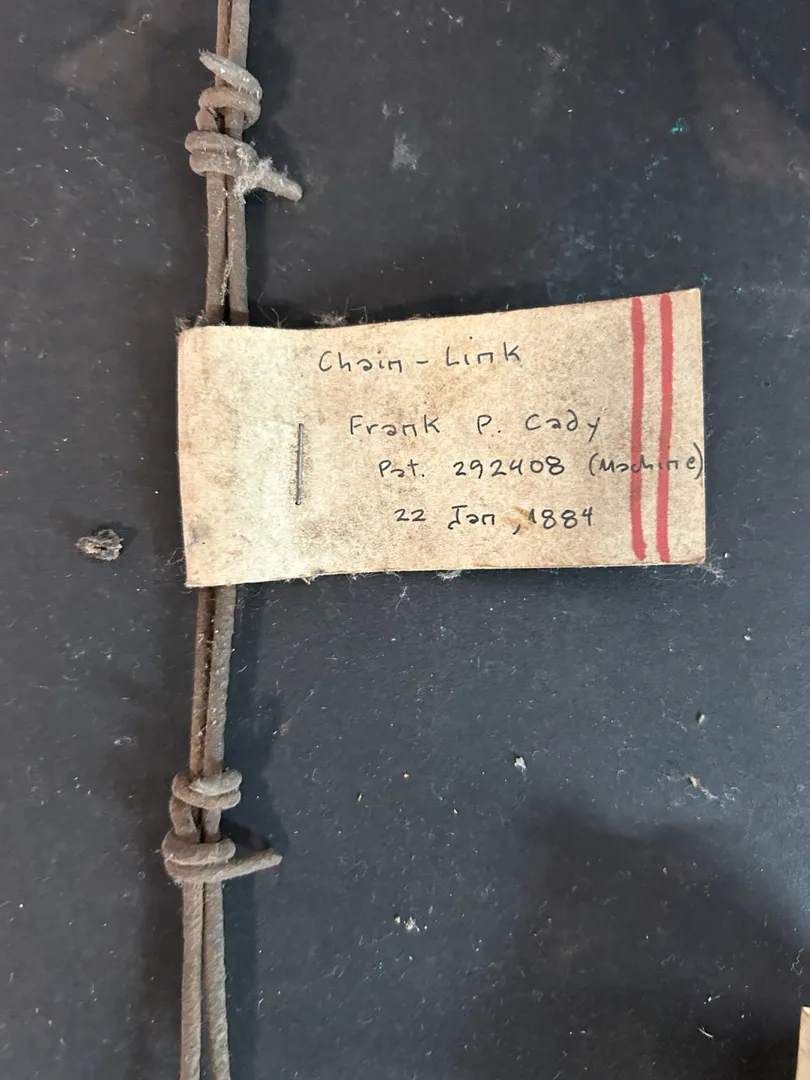 Chain-Link
Frank P. Cady
Pat. 292408 (Machine)
22 Jan, 1884